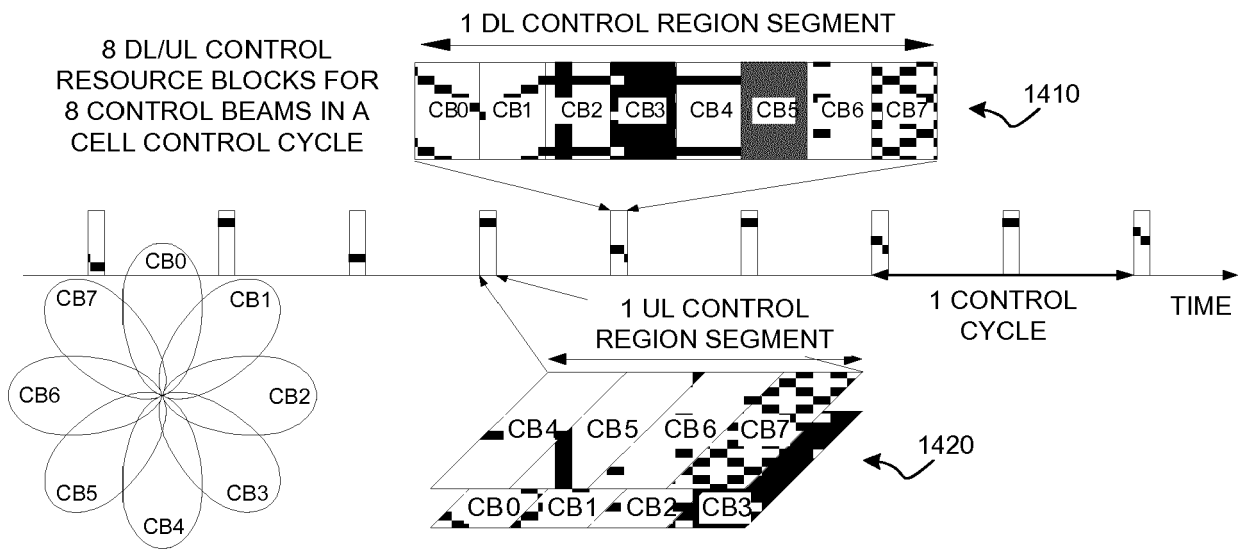 1 DL CONTROL REGION SEGMENT
8 DL/UL CONTROL
RESOURCE BLOCKS FOR
8 CONTROL BEAMS IN A
CELL CONTROL CYCLE
CB0 CB1 CB2 CB3 CB4 CB5 CB6 CB7
1410
CB0
CB7 CB1
CB6 CB2
CB5 CB3
CB4
1 UL CONTROL
REGION SEGMENT
1 CONTROL
CYCLE
TIME
CB4 CB5 CB6 CB7
CB0 CB1 CB2 CB3
1420